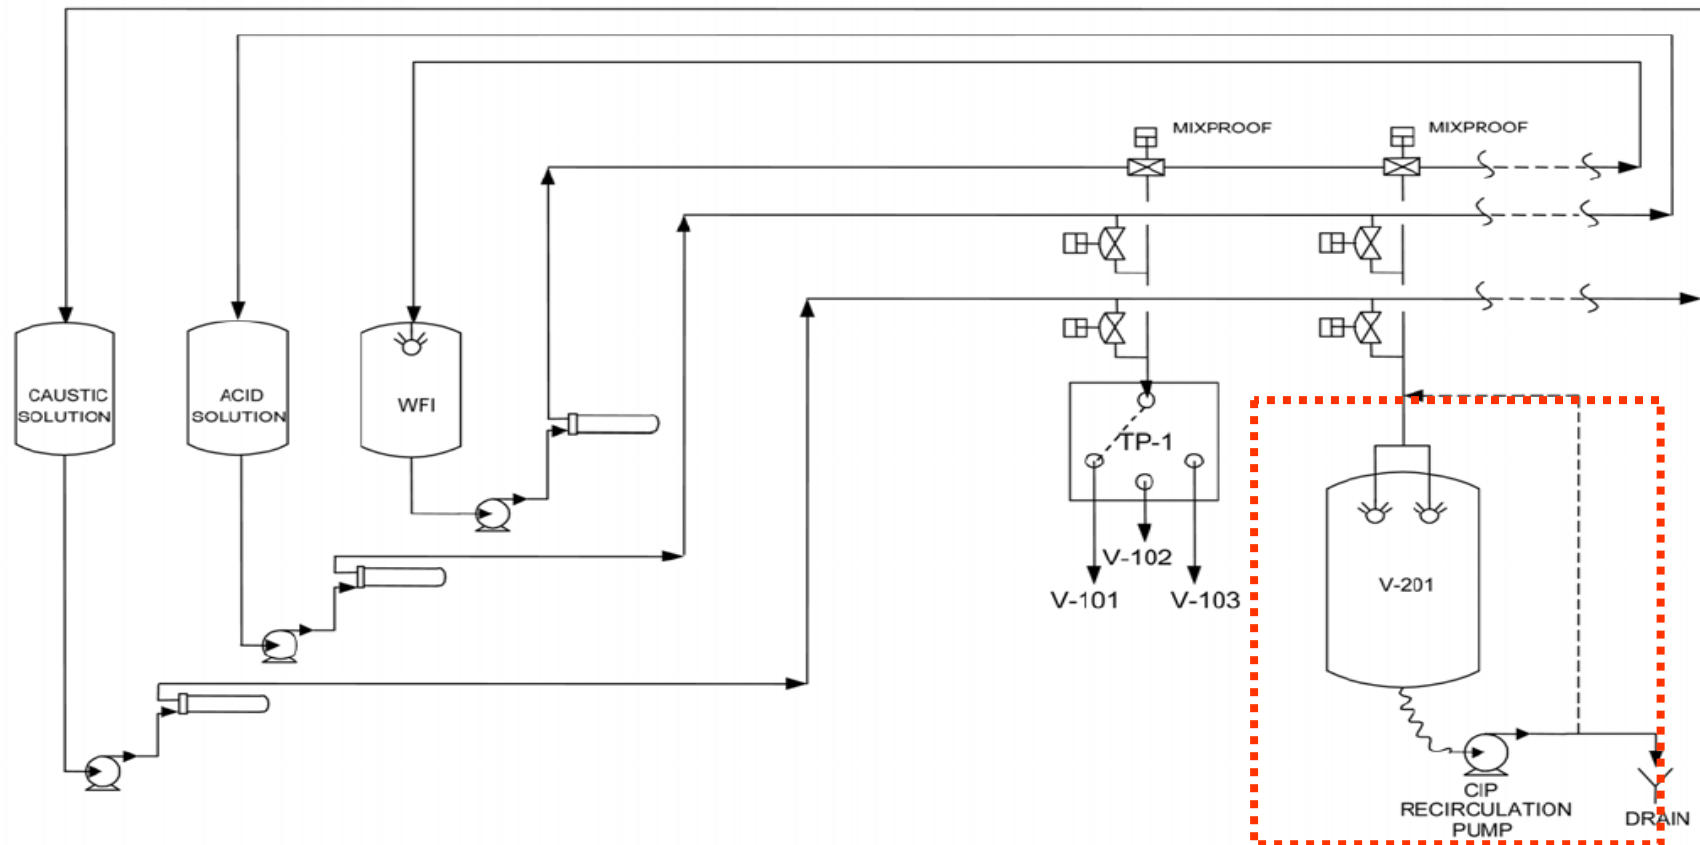 MIXPROOF
MIXPROOF
CAUSTIC
SOLUTION
ACID
SOLUTION
WFI
TP-1
V-102
V-101
V-103
V-201
CIP
RECIRCULATION
PUMP
DRAIN